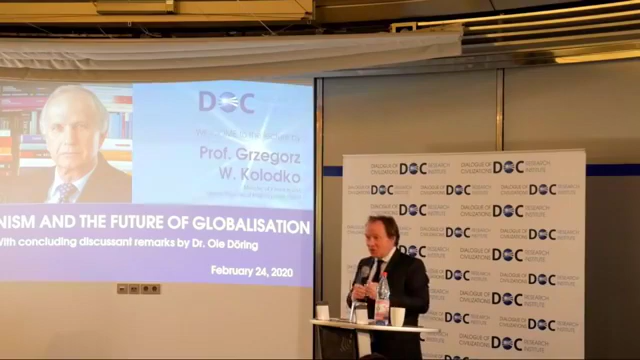 DOC
Prof. Grzegorz
W. Kolodko
NISM AND THE FUTURE OF GLOBALISATION
With concluding discussant remarks by Dr. Ole Döring
February 24, 2020
DIALOGUE OF CIVILIZATIONS DOC RESEARCH INSTITUTE